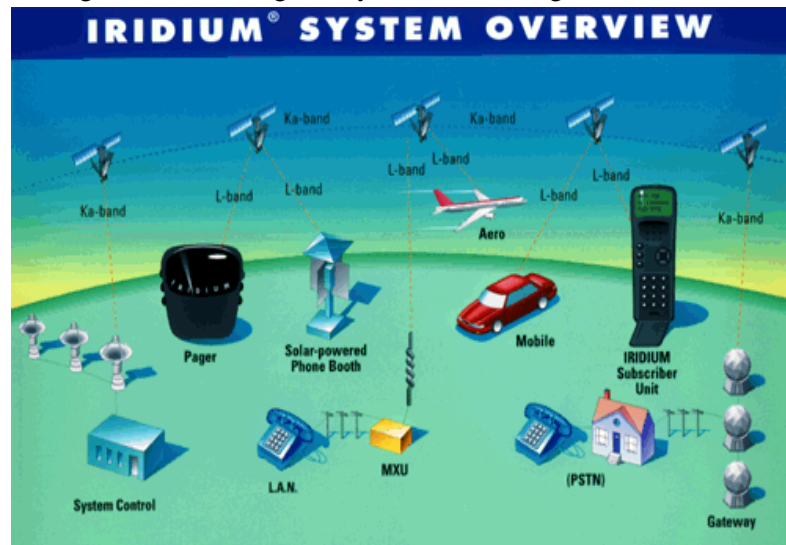 IRIDIUM® SYSTEM OVERVIEW
Ka-band
Ka-band
L-band
L-band
L-band
L-band
L-band
L-band
Ka-band
Ka-band
Aero
IRIDIUM
Pager
Solar-powered
Phone Booth
Mobile
IRIDIUM
Subscriber
Unit
System Control
L.A.N.
MXU
(PSTN)
Gateway